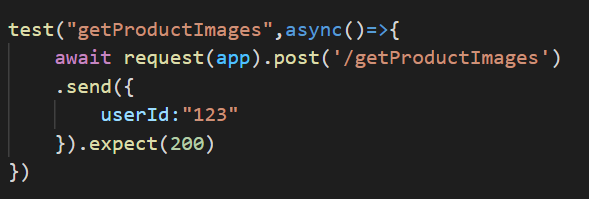 test("getProductImages",async()=>{
    await request(app).post('/getProductImages')
    .send({
        userId:"123"
    }).expect(200)
})